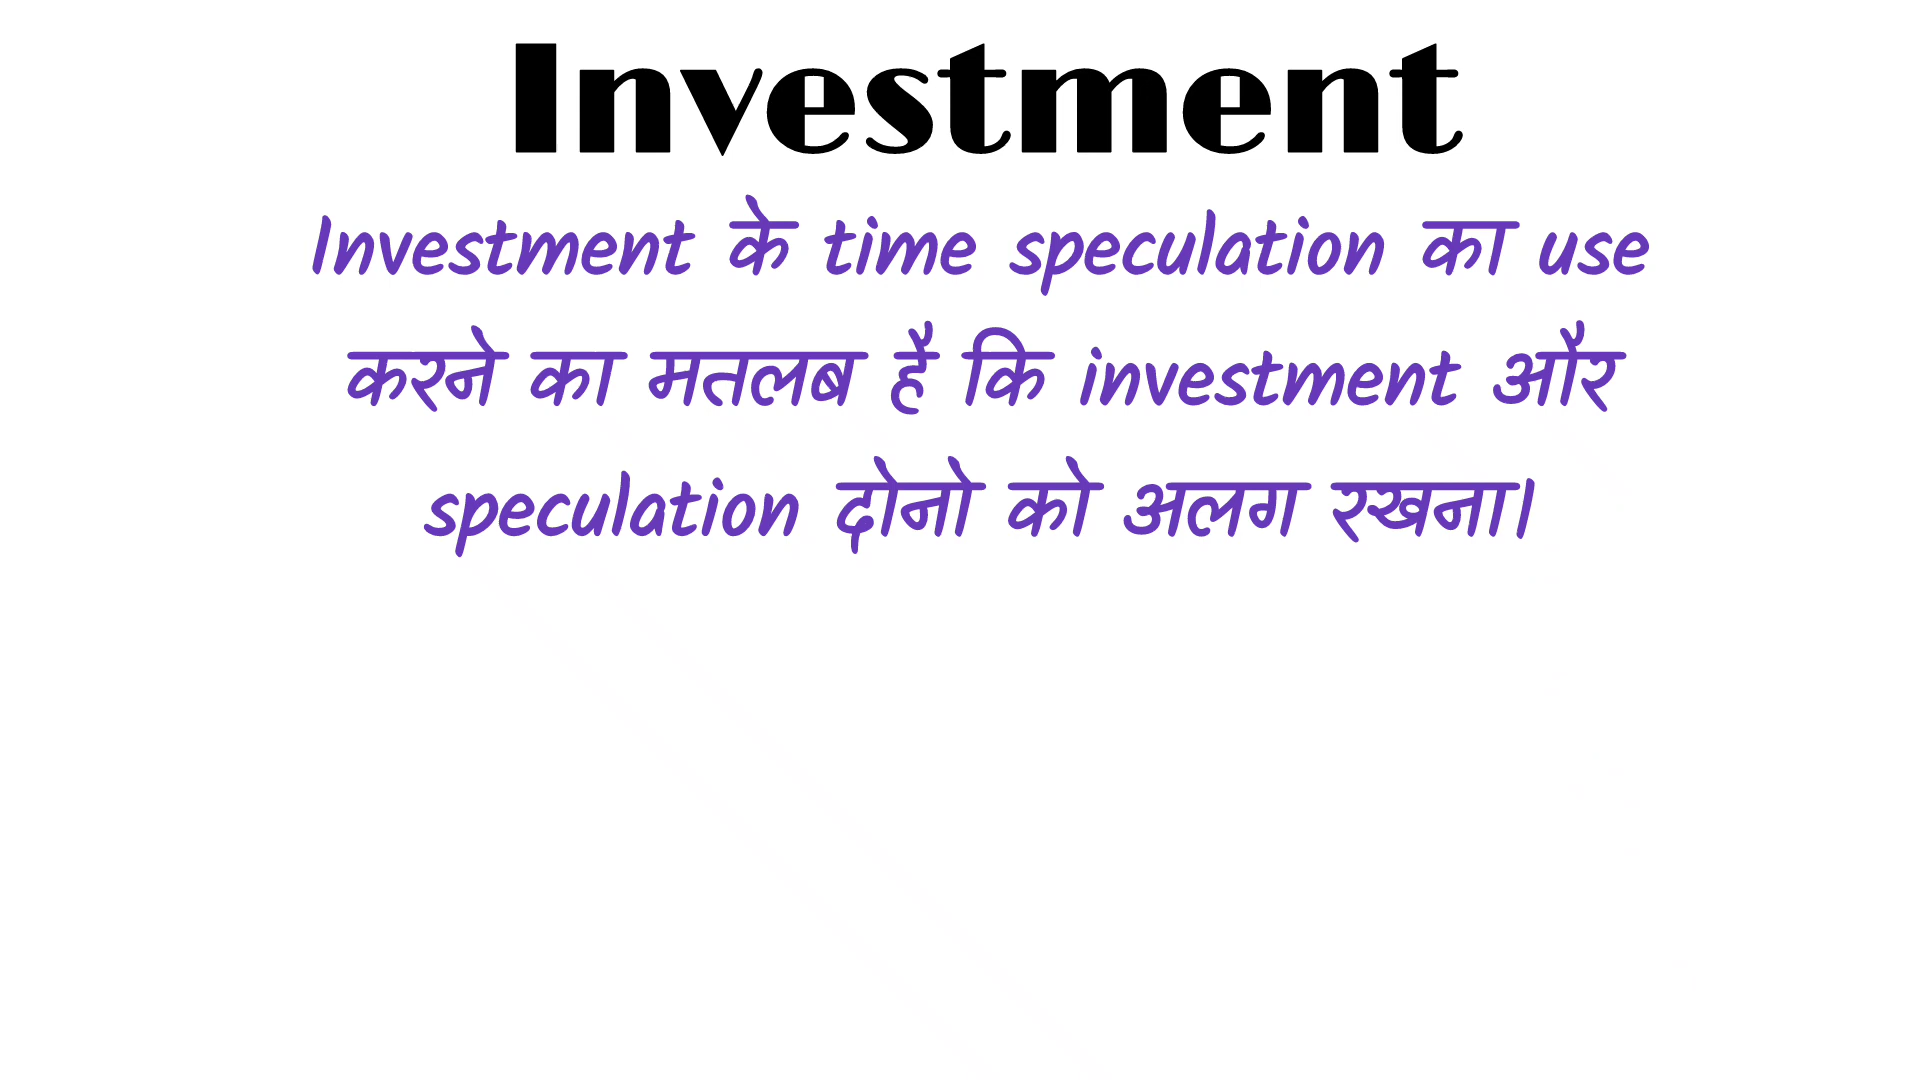 Investment
Investment के time speculation का use
करने का मतलब है कि investment और
speculation दोनो को अलग रखना।